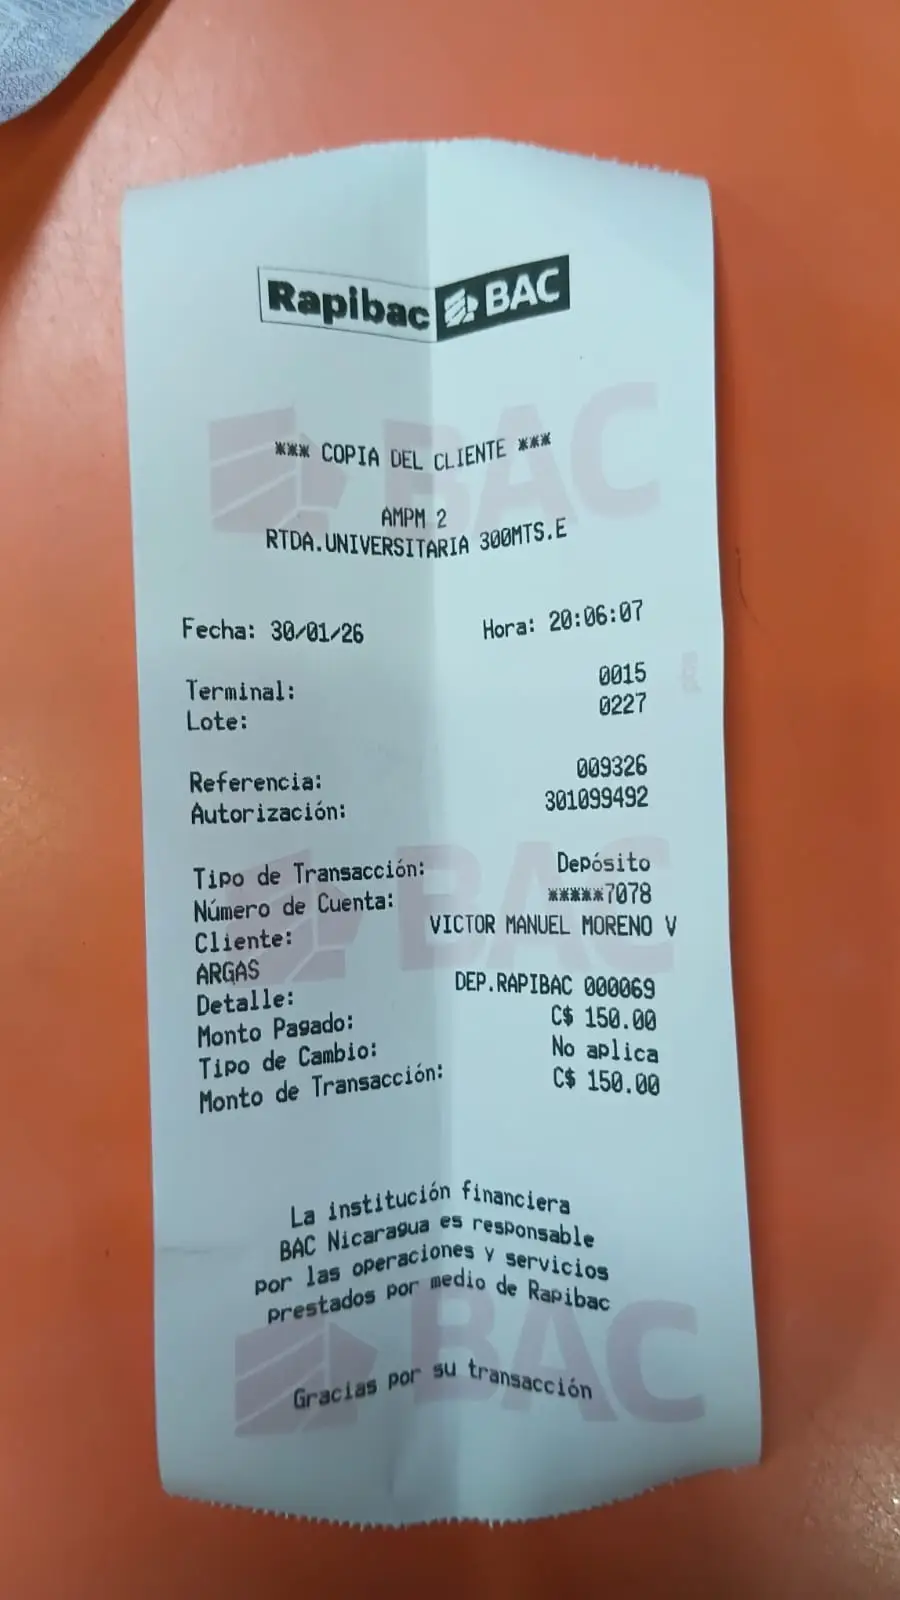 Rapibac BAC
*** COPIA DEL CLIENTE ***
AMPM 2
RTDA.UNIVERSITARIA 300MTS.E
Fecha: 30/01/26 Hora: 20:06:07
Terminal: 0015
Lote: 0227
Referencia: 009326
Autorización: 301099492
Tipo de Transacción: Depósito
Número de Cuenta: *****7078
Cliente: VICTOR MANUEL MORENO V
ARGAS
Detalle: DEP.RAPIBAC 000069
Monto Pagado: C$ 150.00
Tipo de Cambio: No aplica
Monto de Transacción: C$ 150.00
La institución financiera
BAC Nicaragua es responsable
por las operaciones y servicios
prestados por medio de Rapibac
Gracias por su transacción
BAC
BAC
BAC